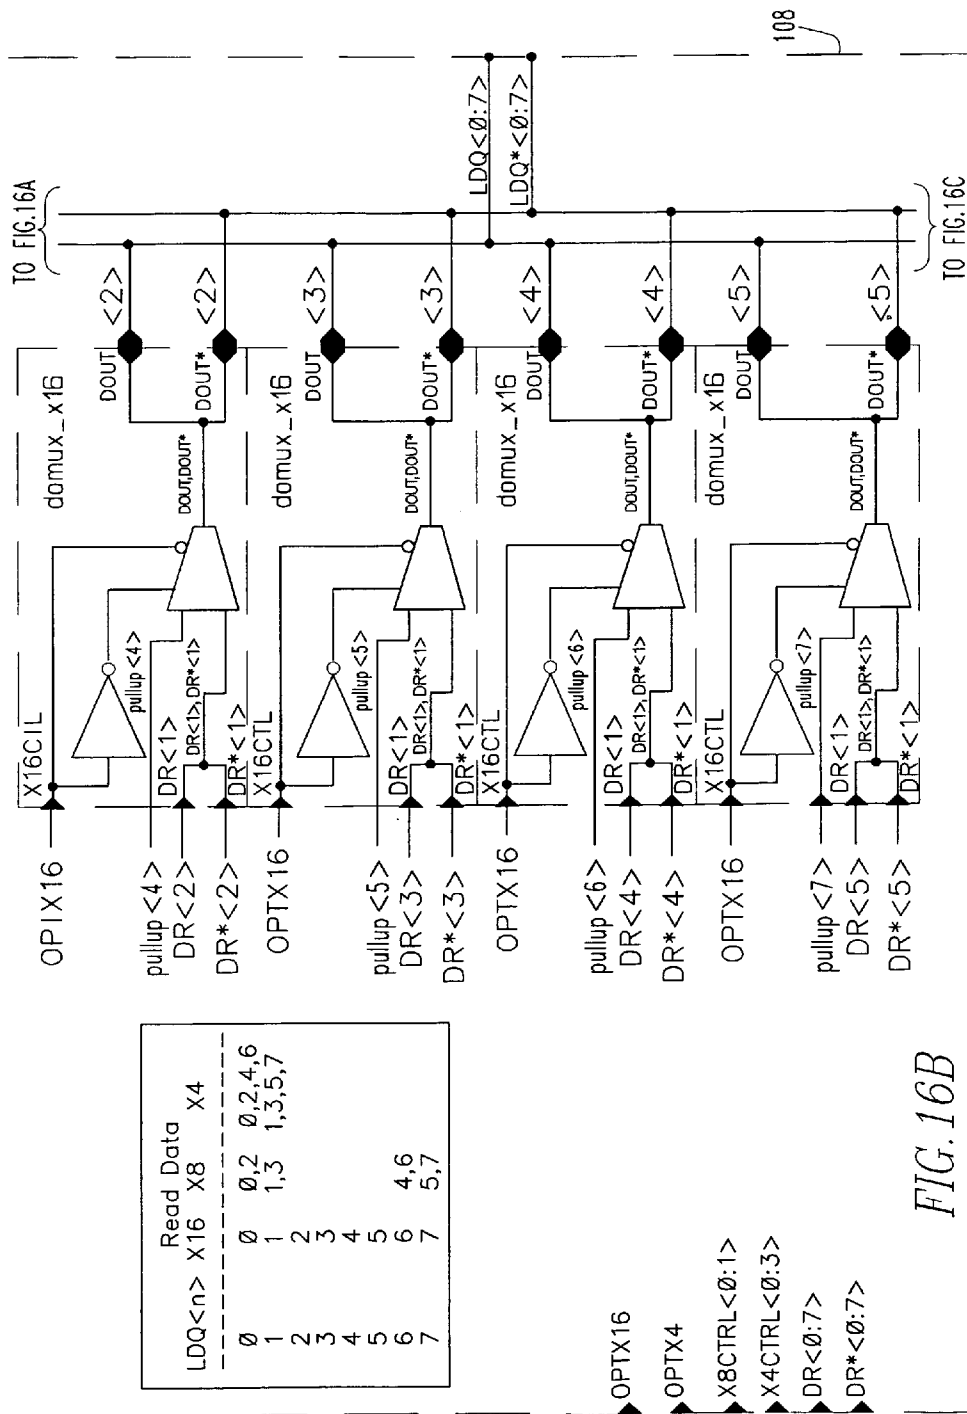 TO FIG.16A
108
OPIX16
X16CIL
domux_x16
pullup<4>
pullup<4>
DR<2>
DR<1>
DR<1>,DR*<1>
DR*<2>
DR*<1>
DOUT,DOUT*
DOUT
<2>
DOUT*
<2>
OPTX16
X16CTL
domux_x16
pullup<5>
pullup<5>
DR<3>
DR<1>
DR<1>,DR*<1>
DR*<3>
DR*<1>
DOUT,DOUT*
DOUT
<3>
DOUT*
<3>
OPTX16
X16CTL
domux_x16
pullup<6>
pullup<6>
DR<4>
DR<1>
DR<1>,DR*<1>
DR*<4>
DR*<1>
DOUT,DOUT*
DOUT
<4>
DOUT*
<4>
OPTX16
X16CTL
domux_x16
pullup<7>
pullup<7>
DR<5>
DR<1>
DR<1>,DR*<1>
DR*<5>
DR*<1>
DOUT,DOUT*
DOUT
<5>
DOUT*
<5>
LDQ<0:7>
LDQ*<0:7>
TO FIG.16C
Read Data
LDQ<n> X16 X8 X4
0 0 0,2 0,2,4,6
1 1 1,3 1,3,5,7
2 2
3 3
4 4
5 5
6 6 4,6
7 7 5,7
OPTX16
OPTX4
X8CTRL<0:1>
X4CTRL<0:3>
DR<0:7>
DR*<0:7>
FIG.16B